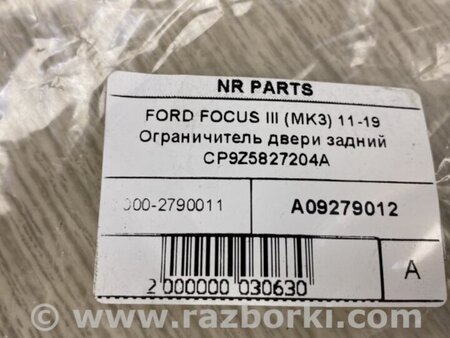 NR PARTS
FORD FOCUS III (MK3) 11-19
Ограничитель двери задний
CP9Z5827204A
000-2790011
A09279012
2 000000 030630
A
www.razborki.com